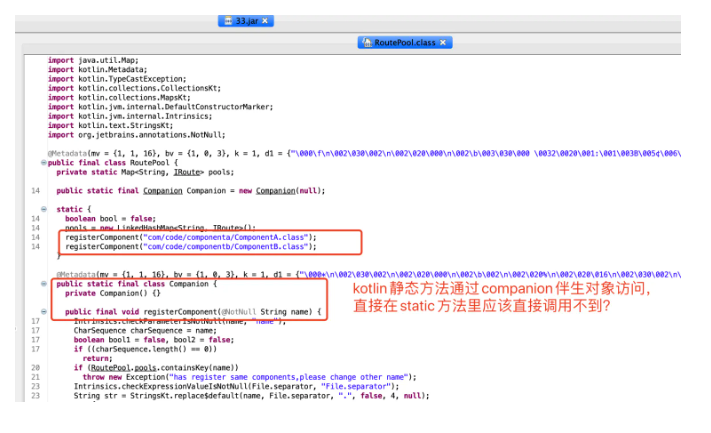 33.jar ×
RoutePool.class ×
import java.util.Map;
import kotlin.Metadata;
import kotlin.TypeCastException;
import kotlin.collections.CollectionsKt;
import kotlin.collections.MapsKt;
import kotlin.jvm.internal.DefaultConstructorMarker;
import kotlin.jvm.internal.Intrinsics;
import kotlin.text.StringsKt;
import org.jetbrains.annotations.NotNull;
@Metadata(mv = {1, 1, 16}, bv = {1, 0, 3}, k = 1, d1 = {"\000\f\n\002\030\002\n\002\020\000\n\002\b\003\030\000 \0032\0020\001:\001\003B\005¢\006\
public final class RoutePool {
private static Map<String, IRoute> pools;
14 public static final Companion Companion = new Companion(null);
static {
14 boolean bool = false;
14 pools = new LinkedHashMap<String, IRoute>();
14 registerComponent("com/code/componenta/ComponentA.class");
14 registerComponent("com/code/componentb/ComponentB.class");
}
@Metadata(mv = {1, 1, 16}, bv = {1, 0, 3}, k = 1, d1 = {"\000+\n\002\030\002\n\002\020\000\n\002\b\002\n\002\020%\n\002\020\016\n\002\030\002\n\
public static final class Companion {
private Companion() {}
kotlin 静态方法通过 companion 伴生对象访问，
直接在 static 方法里应该直接调用不到？
public final void registerComponent(@NotNull String name) {
17 Intrinsics.checkParameterIsNotNull(name, "name");
17 CharSequence charSequence = name;
17 boolean bool1 = false, bool2 = false;
17 if ((charSequence.length() == 0))
return;
20 if (RoutePool.pools.containsKey(name))
21 throw new Exception("has register same components,please change other name");
23 Intrinsics.checkExpressionValueIsNotNull(File.separator, "File.separator");
23 String str = StringsKt.replace$default(name, File.separator, ".", false, 4, null);